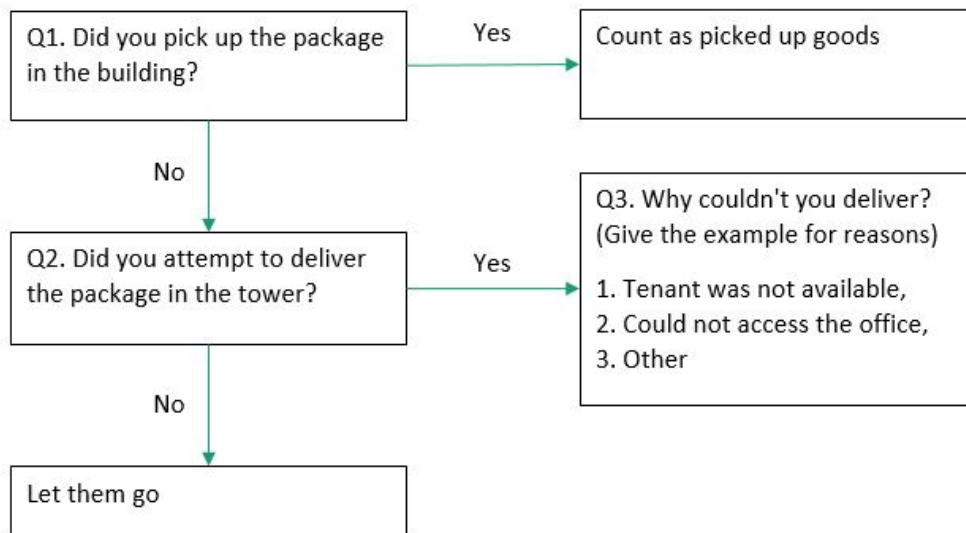 Q1. Did you pick up the package
in the building?
Yes
Count as picked up goods
No
Q2. Did you attempt to deliver
the package in the tower?
Yes
Q3. Why couldn't you deliver?
(Give the example for reasons)
1. Tenant was not available,
2. Could not access the office,
3. Other
No
Let them go